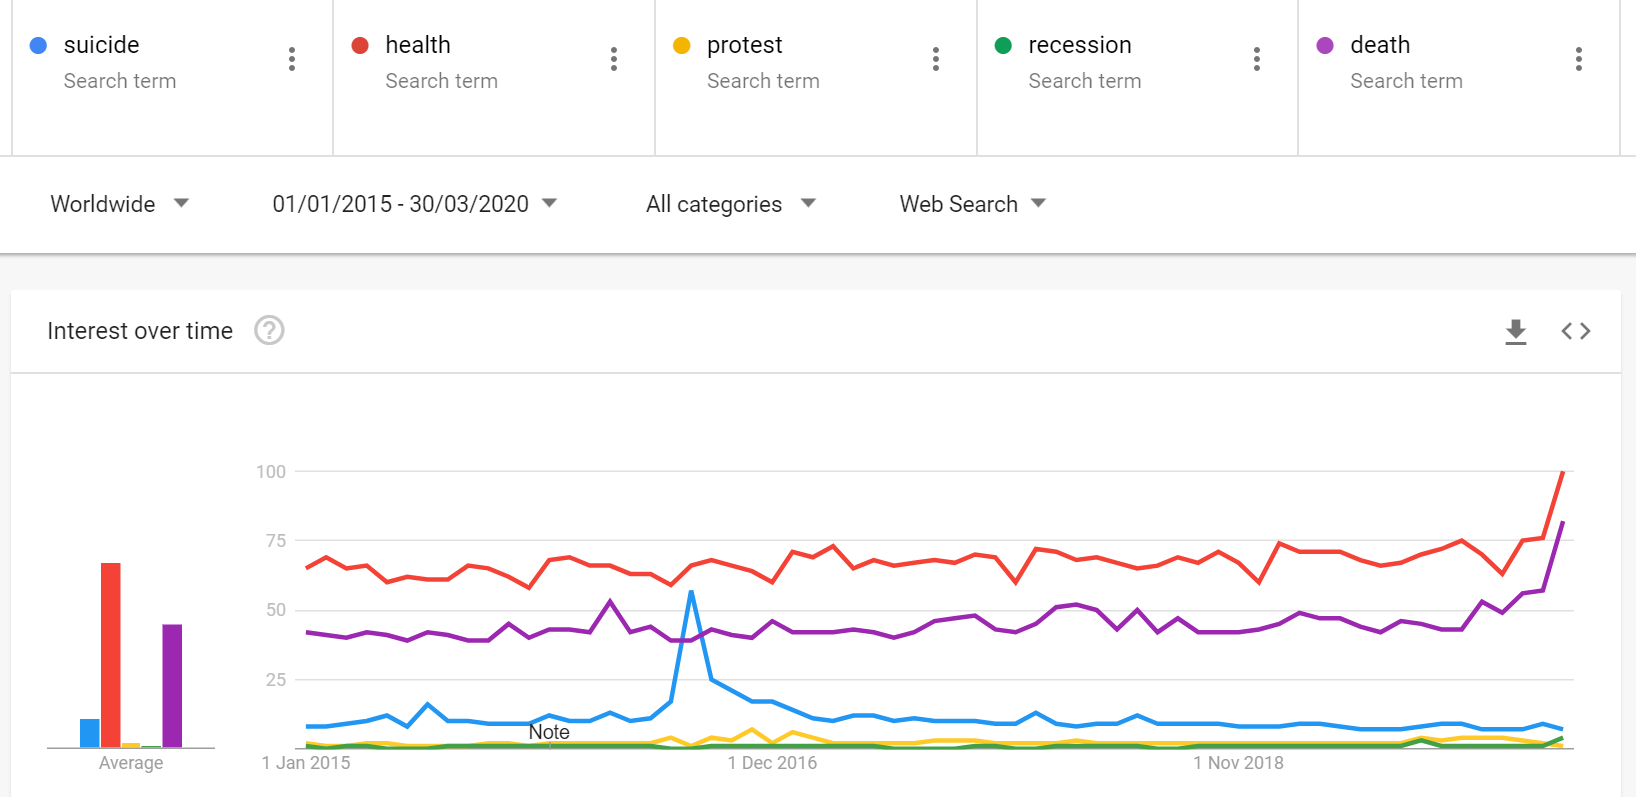 suicide
Search term
health
Search term
protest
Search term
recession
Search term
death
Search term
Worldwide
01/01/2015 - 30/03/2020
All categories
Web Search
Interest over time
?
100
75
50
25
Note
Average
1 Jan 2015
1 Dec 2016
1 Nov 2018